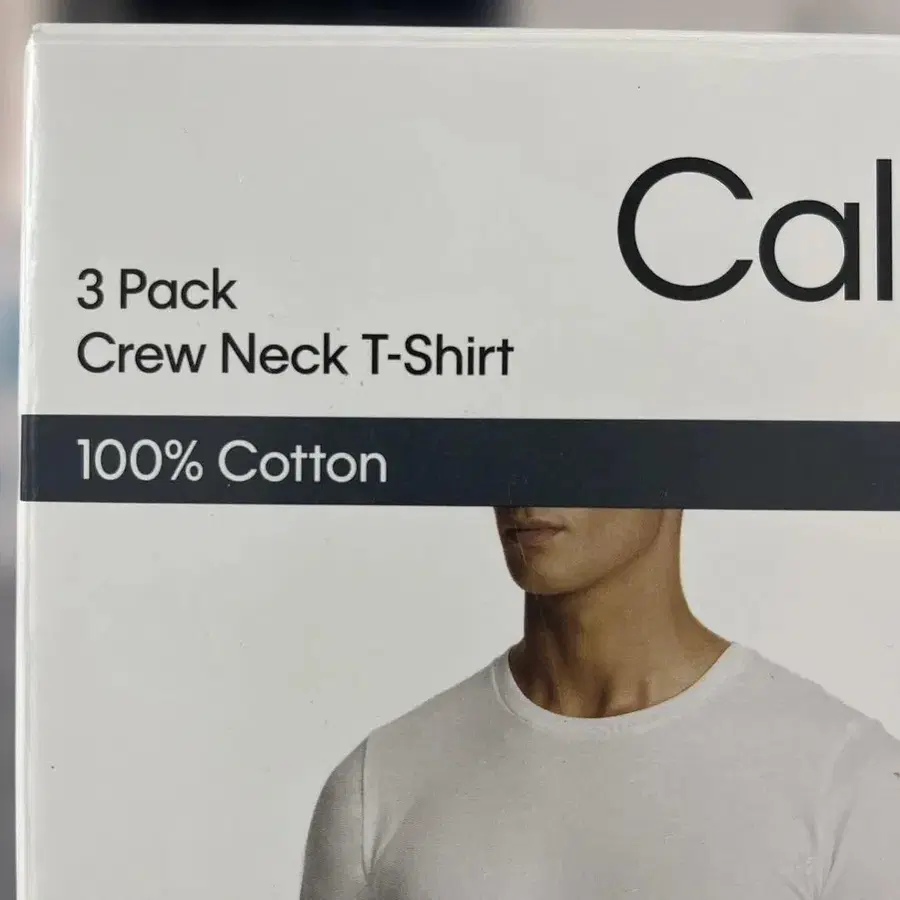 Cal
3 Pack
Crew Neck T-Shirt
100% Cotton